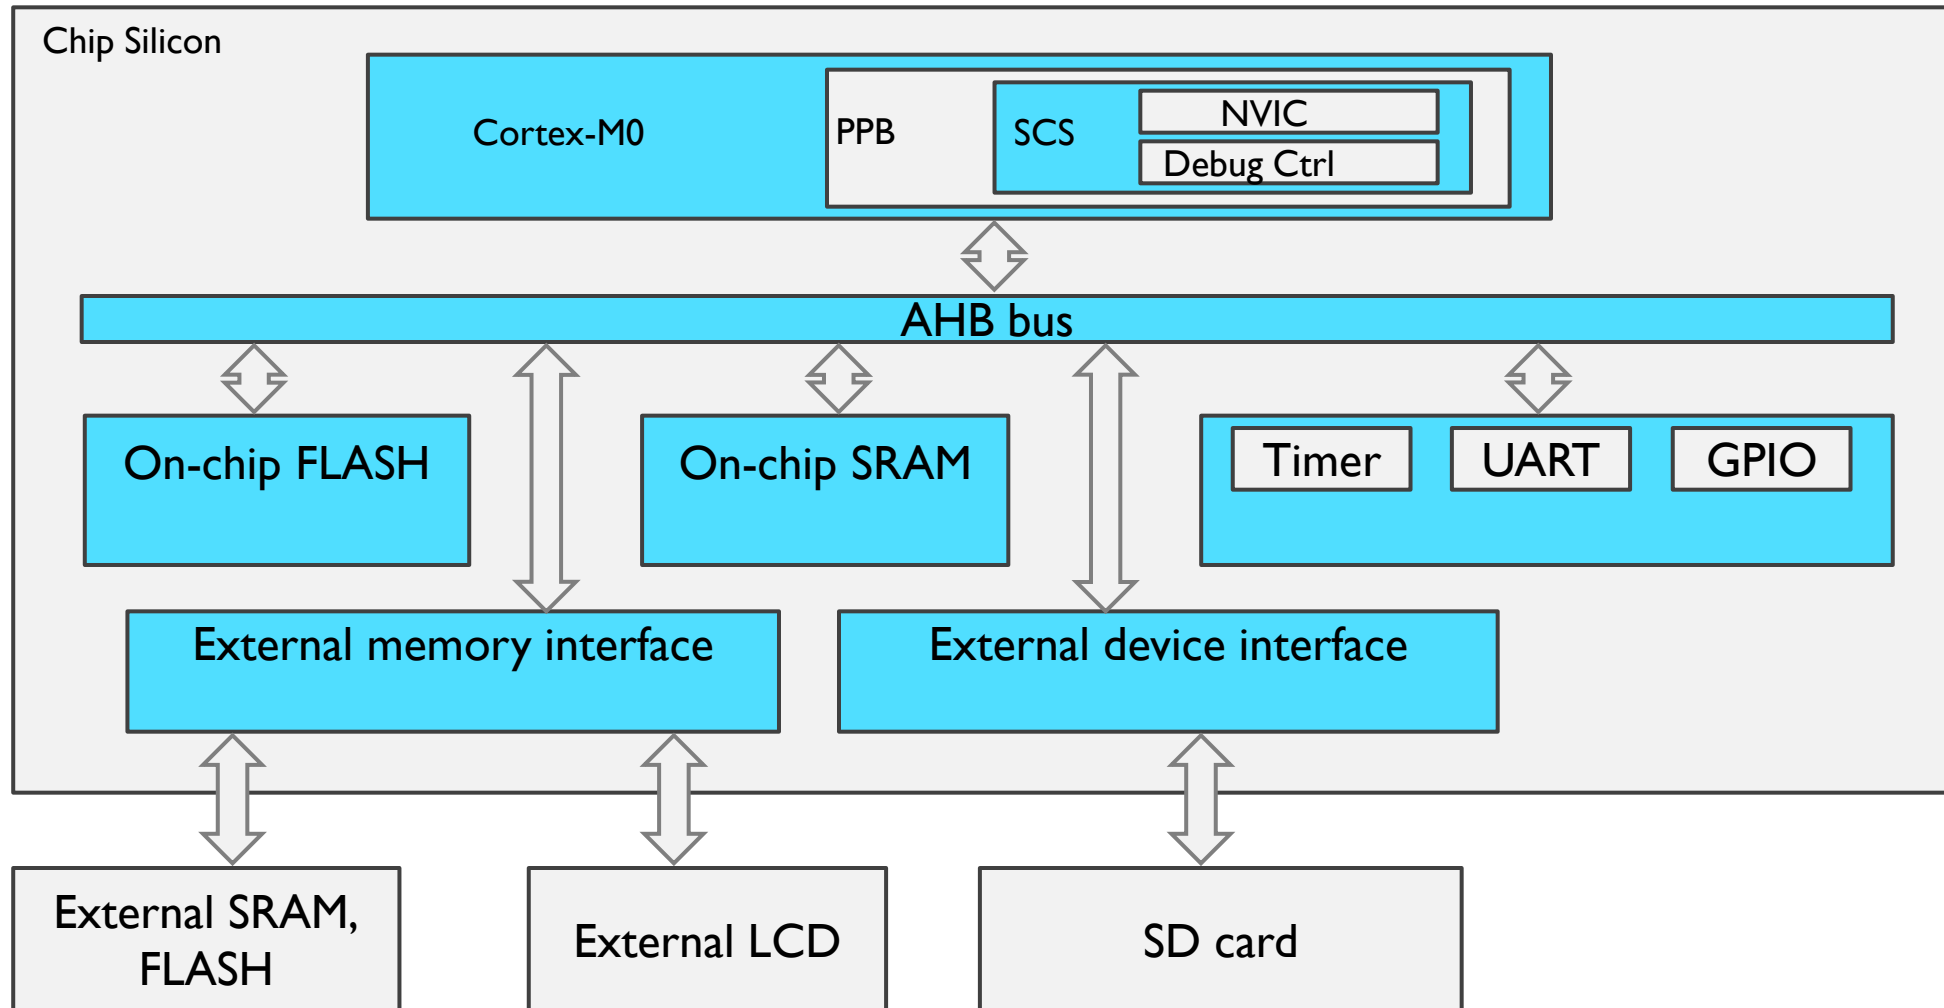 Chip Silicon
Cortex-M0
PPB
SCS
NVIC
Debug Ctrl
AHB bus
On-chip FLASH
On-chip SRAM
Timer
UART
GPIO
External memory interface
External device interface
External SRAM,
FLASH
External LCD
SD card